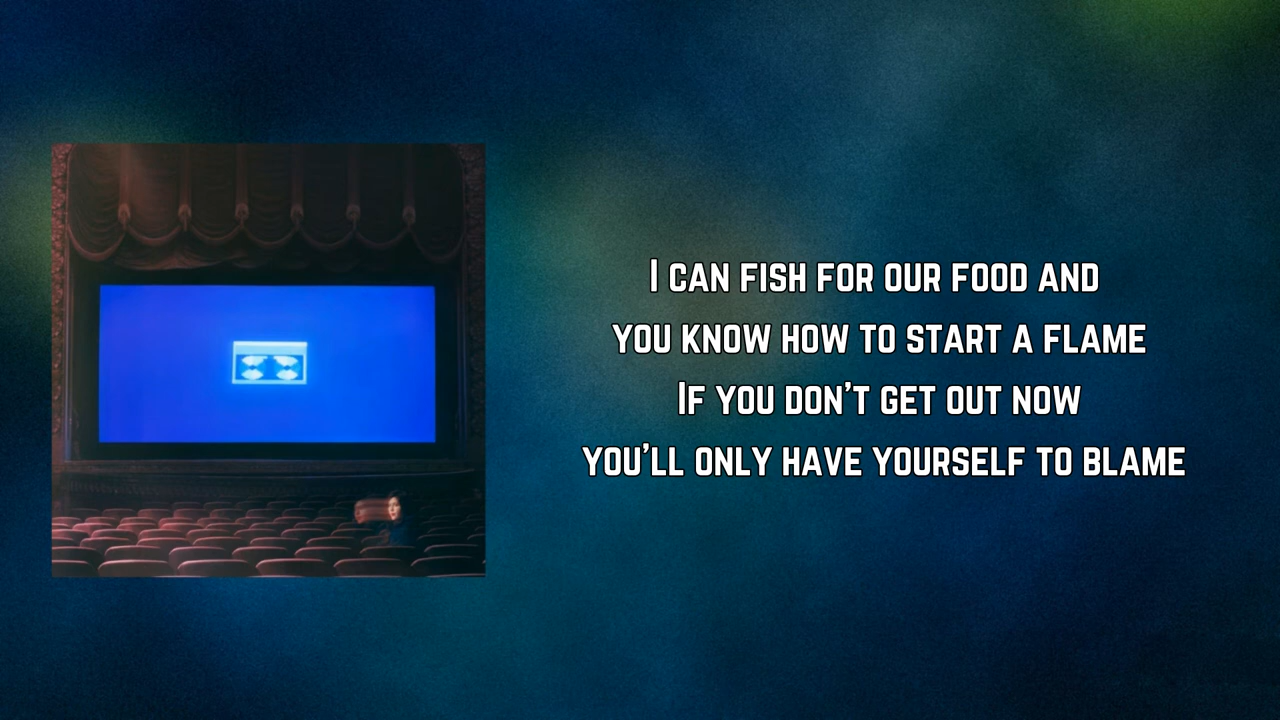 I can fish for our food and
you know how to start a flame
If you don't get out now
you'll only have yourself to blame